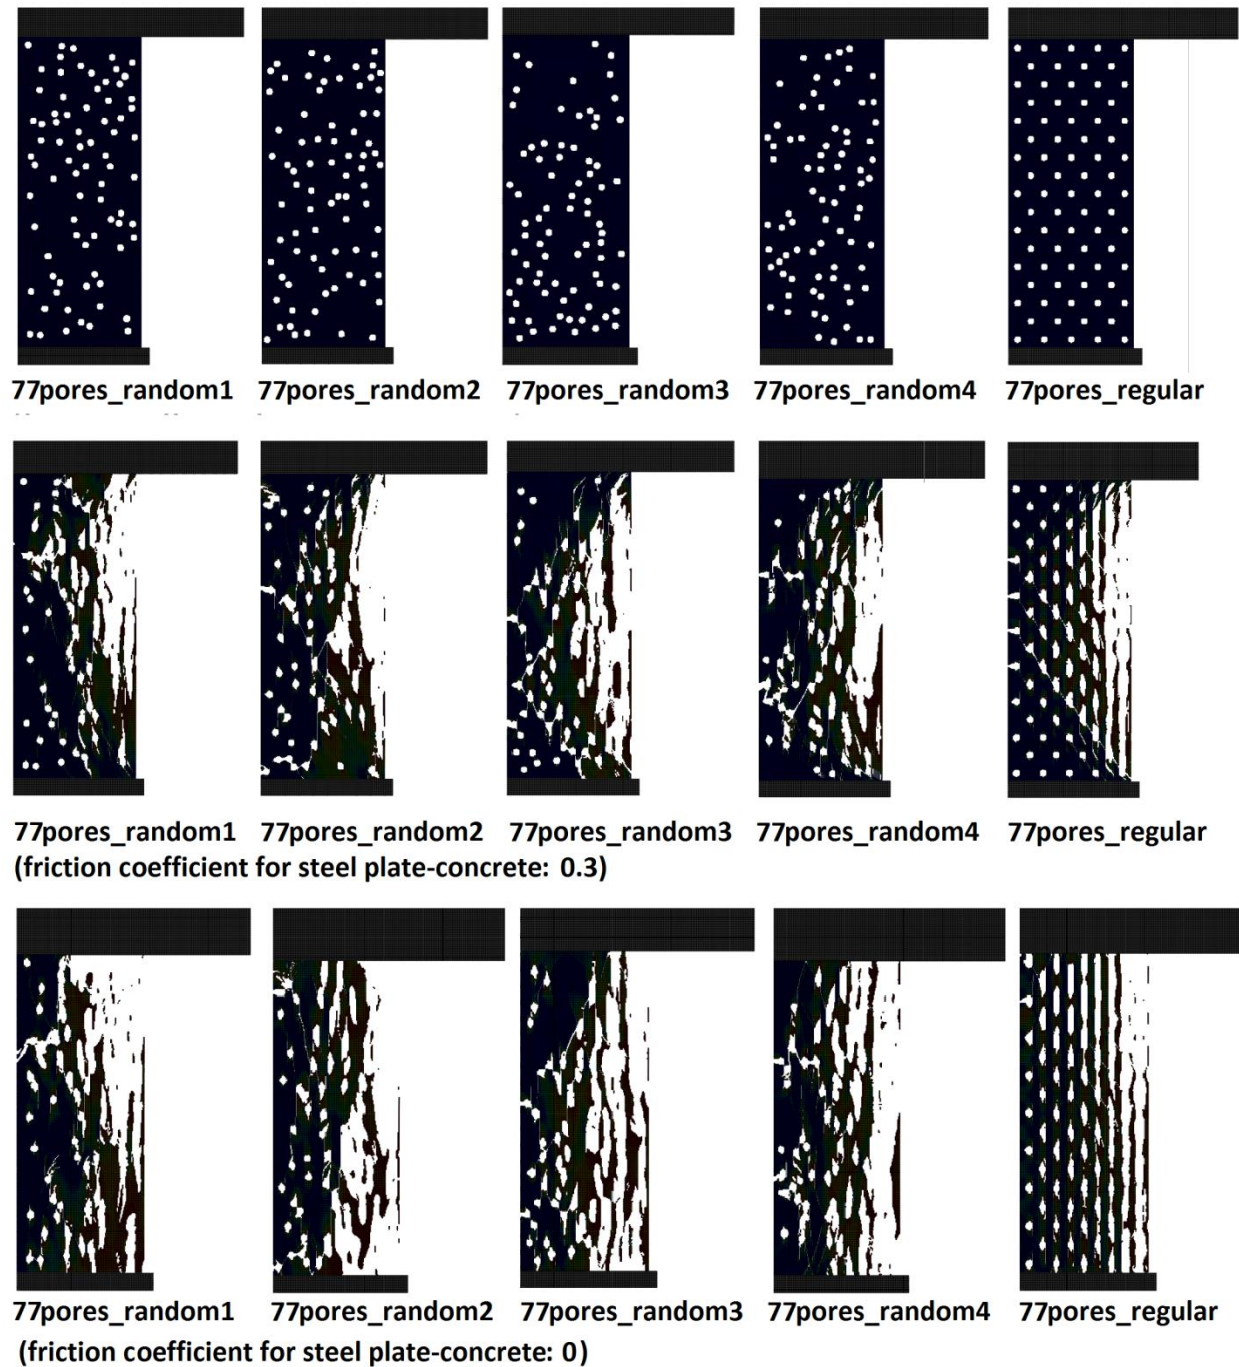 77pores_random1 77pores_random2 77pores_random3 77pores_random4 77pores_regular
77pores_random1 77pores_random2 77pores_random3 77pores_random4 77pores_regular
(friction coefficient for steel plate-concrete: 0.3)
77pores_random1 77pores_random2 77pores_random3 77pores_random4 77pores_regular
(friction coefficient for steel plate-concrete: 0)